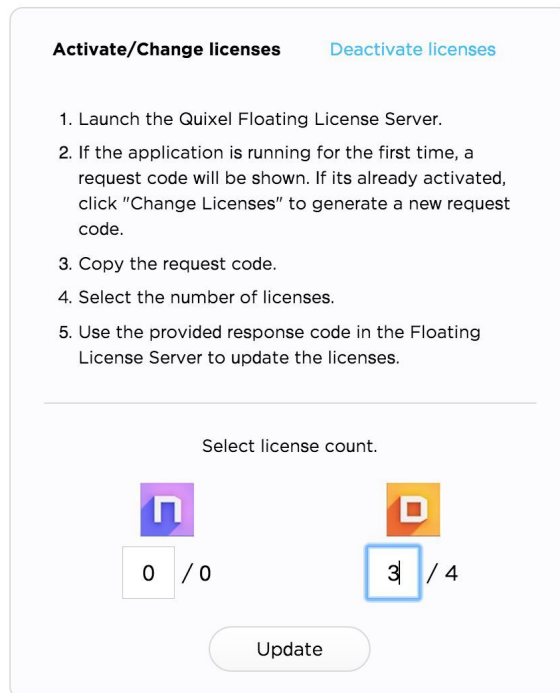 Activate/Change licenses Deactivate licenses
1. Launch the Quixel Floating License Server.
2. If the application is running for the first time, a
request code will be shown. If its already activated,
click "Change Licenses" to generate a new request
code.
3. Copy the request code.
4. Select the number of licenses.
5. Use the provided response code in the Floating
License Server to update the licenses.
Select license count.
n D
0 / 0 3 / 4
Update